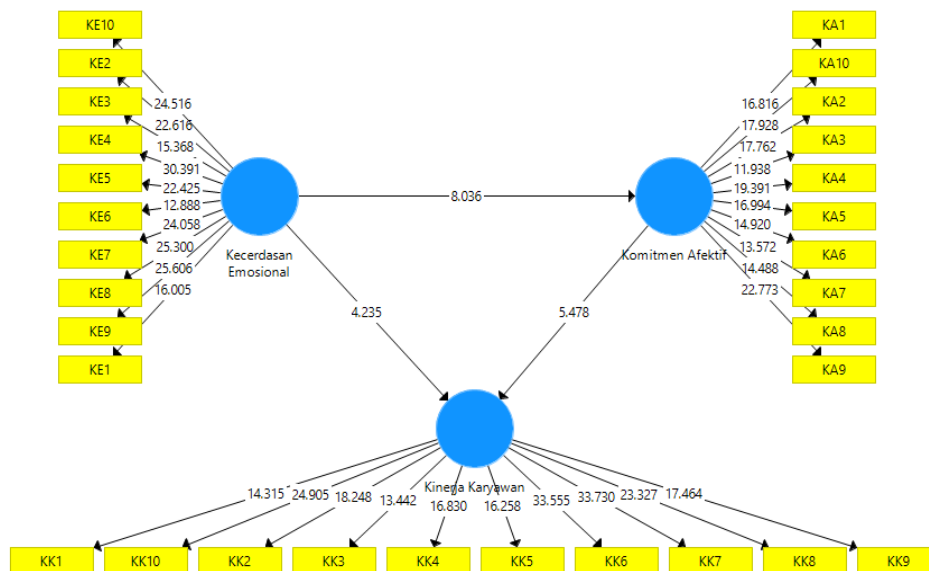 KE10
KE2
KE3
KE4
KE5
KE6
KE7
KE8
KE9
KE1
24.516
22.616
15.368
30.391
22.425
12.888
24.058
25.300
25.606
16.005
Kecerdasan
Emosional
8.036
4.235
5.478
Komitmen Afektif
16.816
17.928
17.762
11.938
19.391
16.994
14.920
13.572
14.488
22.773
KA1
KA10
KA2
KA3
KA4
KA5
KA6
KA7
KA8
KA9
Kinerja Karyawan
14.315
24.905
18.248
13.442
16.830
16.258
33.555
33.730
23.327
17.464
KK1
KK10
KK2
KK3
KK4
KK5
KK6
KK7
KK8
KK9